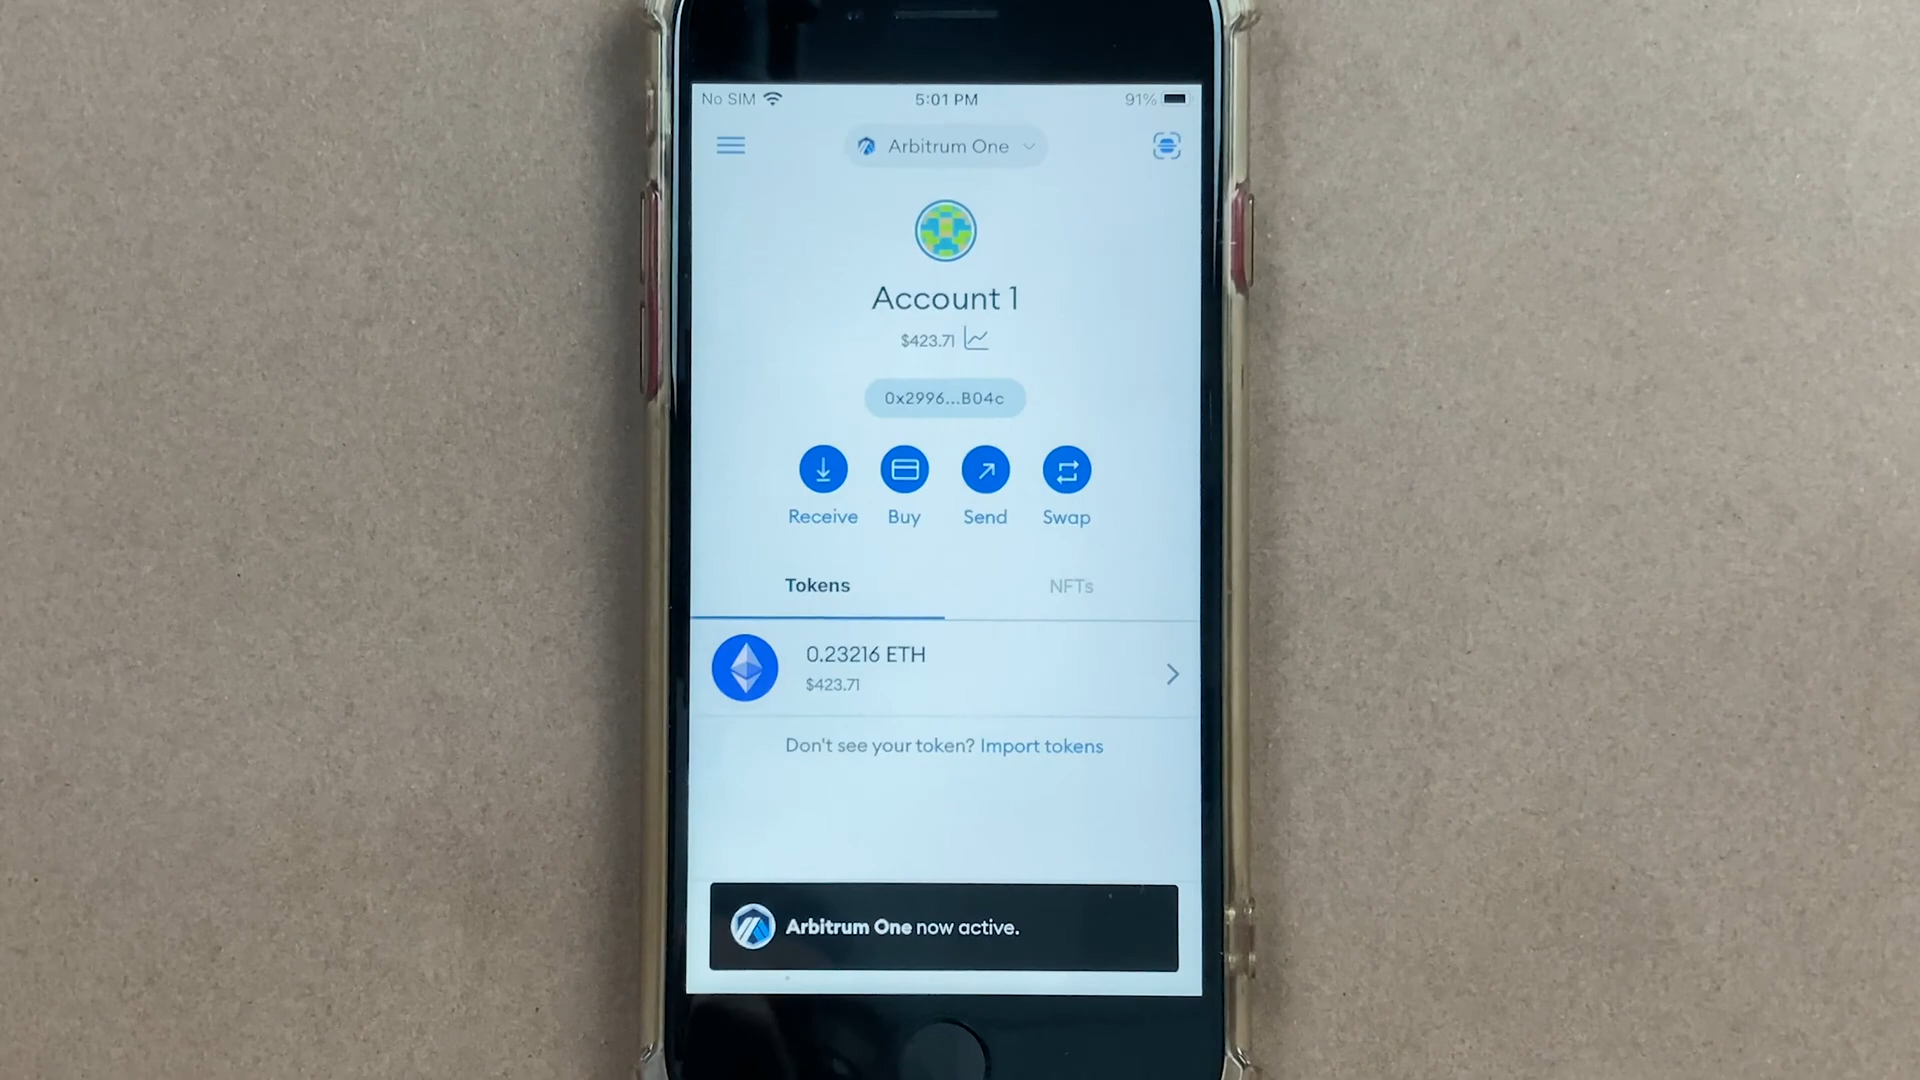 No SIM 5:01 PM 91%
Arbitrum One
Account 1
$423.71
0x2996...B04c
Receive Buy Send Swap
Tokens NFTs
0.23216 ETH
$423.71
Don't see your token? Import tokens
Arbitrum One now active.